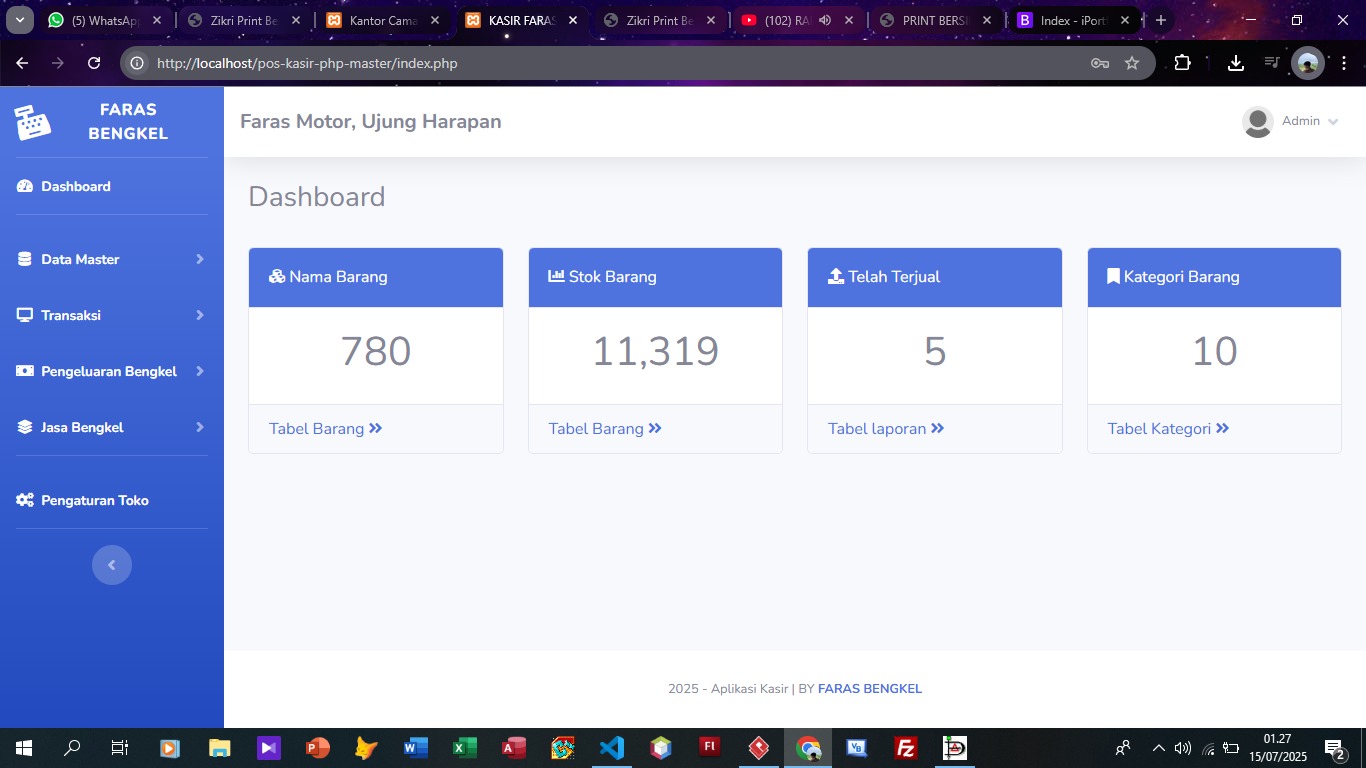 (5) WhatsAp
Zikri Print Be
Kantor Cama
KASIR FARAS
Zikri Print Be
(102) RA
PRINT BERSI
Index - iPortf
http://localhost/pos-kasir-php-master/index.php
FARAS
BENGKEL
Faras Motor, Ujung Harapan
Admin
Dashboard
Data Master
Transaksi
Pengeluaran Bengkel
Jasa Bengkel
Pengaturan Toko
Dashboard
Nama Barang
780
Tabel Barang
Stok Barang
11,319
Tabel Barang
Telah Terjual
5
Tabel laporan
Kategori Barang
10
Tabel Kategori
2025 - Aplikasi Kasir | BY FARAS BENGKEL
01.27
15/07/2025
2